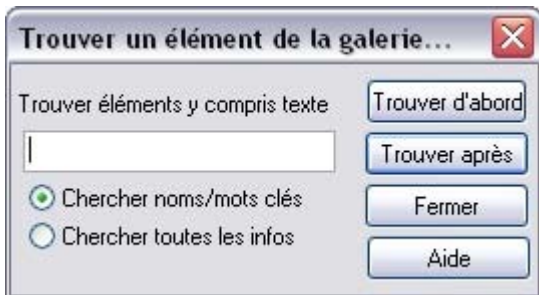 Trouver un élément de la galerie...
Trouver éléments y compris texte
Trouver d'abord
Trouver après
Chercher noms/mots clés
Fermer
Chercher toutes les infos
Aide